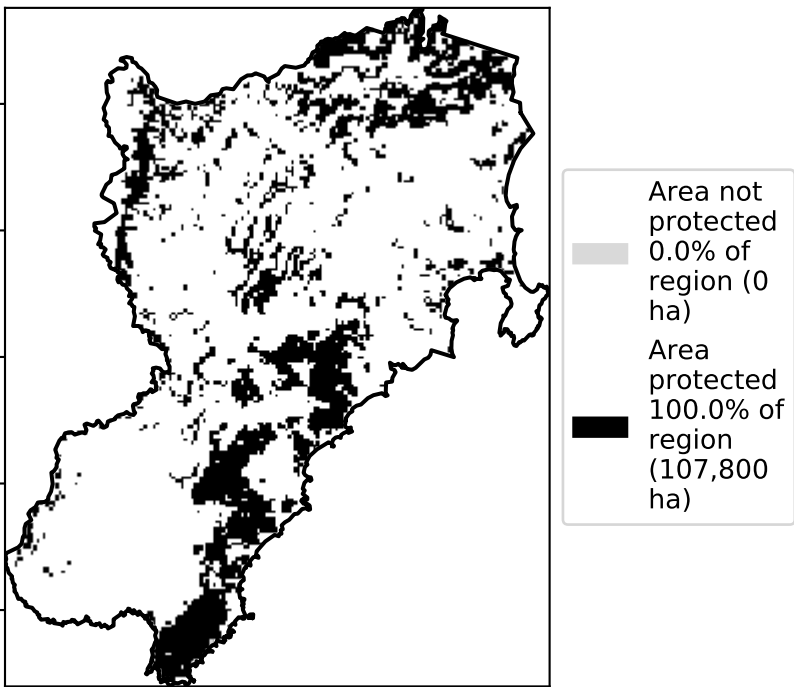 Area not
protected
0.0% of
region (0
ha)
Area
protected
100.0% of
region
(107,800
ha)